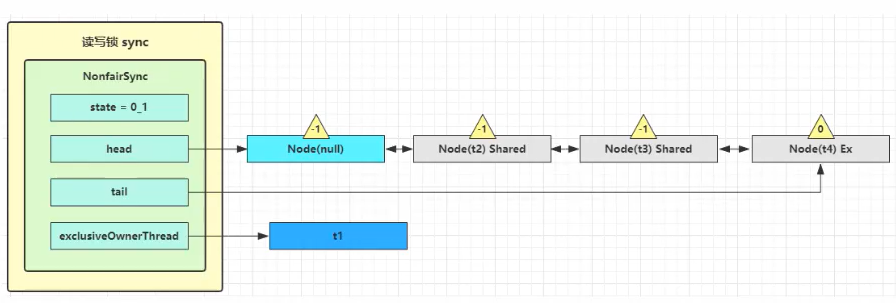 读写锁 sync
NonfairSync
state = 0_1
head
tail
exclusiveOwnerThread
-1
Node(null)
-1
Node(t2) Shared
-1
Node(t3) Shared
0
Node(t4) Ex
t1